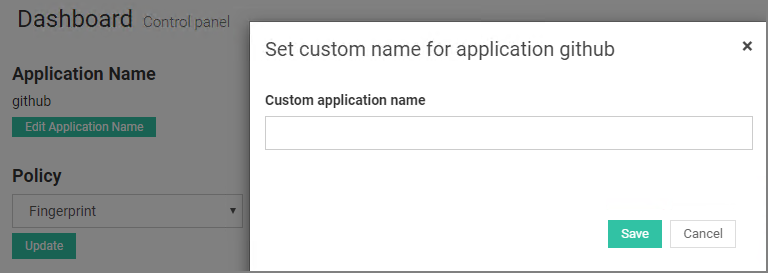 Dashboard Control panel
Application Name
github
Edit Application Name
Policy
Fingerprint
Update
Set custom name for application github
×
Custom application name
Save Cancel